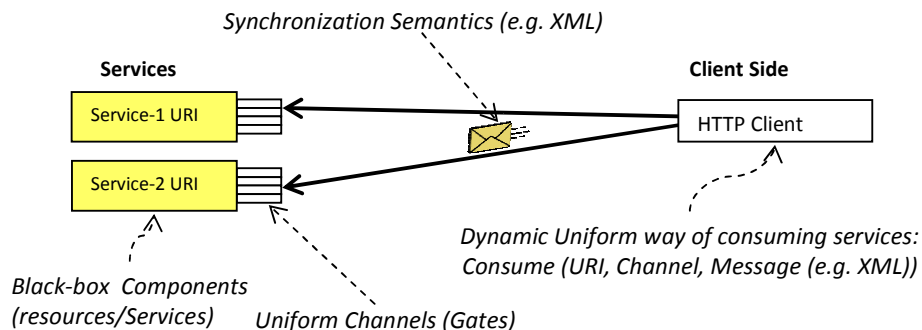 Synchronization Semantics (e.g. XML)
Services
Client Side
Service-1 URI
HTTP Client
Service-2 URI
Dynamic Uniform way of consuming services:
Consume (URI, Channel, Message (e.g. XML))
Black-box Components
(resources/Services)
Uniform Channels (Gates)